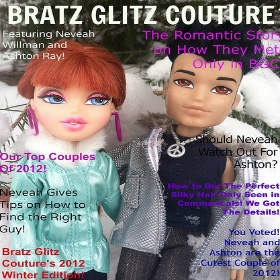 BRATZ GLITZ COUTURE
Featuring Neveah
Willman and
Ashton Ray!
The Romantic Story
on How They Met
Only in BGC
Our Top Couples
Of 2012!
Should Neveah
Watch Out For
Ashton?
Neveah Gives
Tips on How to
Find the Right
Guy!
How to Get The Perfect
Silky Hair Only Seen in
Commercials! We Got
The Details!
You Voted!
Neveah and
Ashton are the
Cutest Couple of
2012
Bratz Glitz
Couture's 2012
Winter Edition!